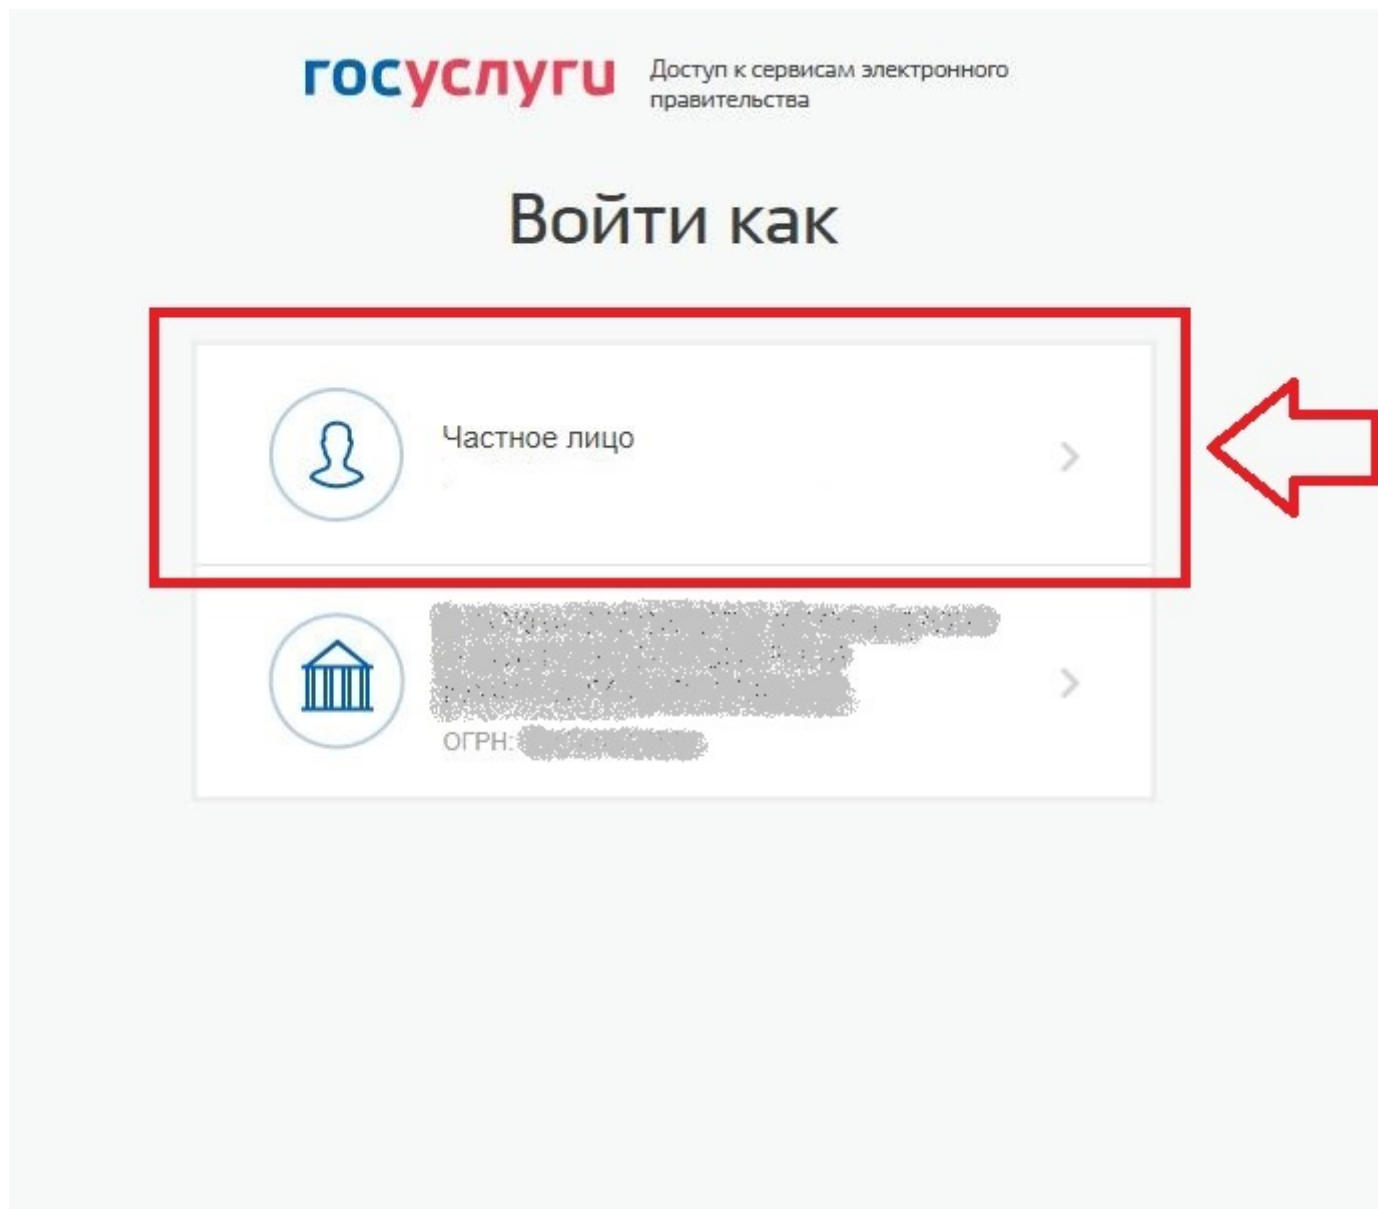 госуслуги
Доступ к сервисам электронного
правительства
Войти как
Частное лицо
ОГРН: